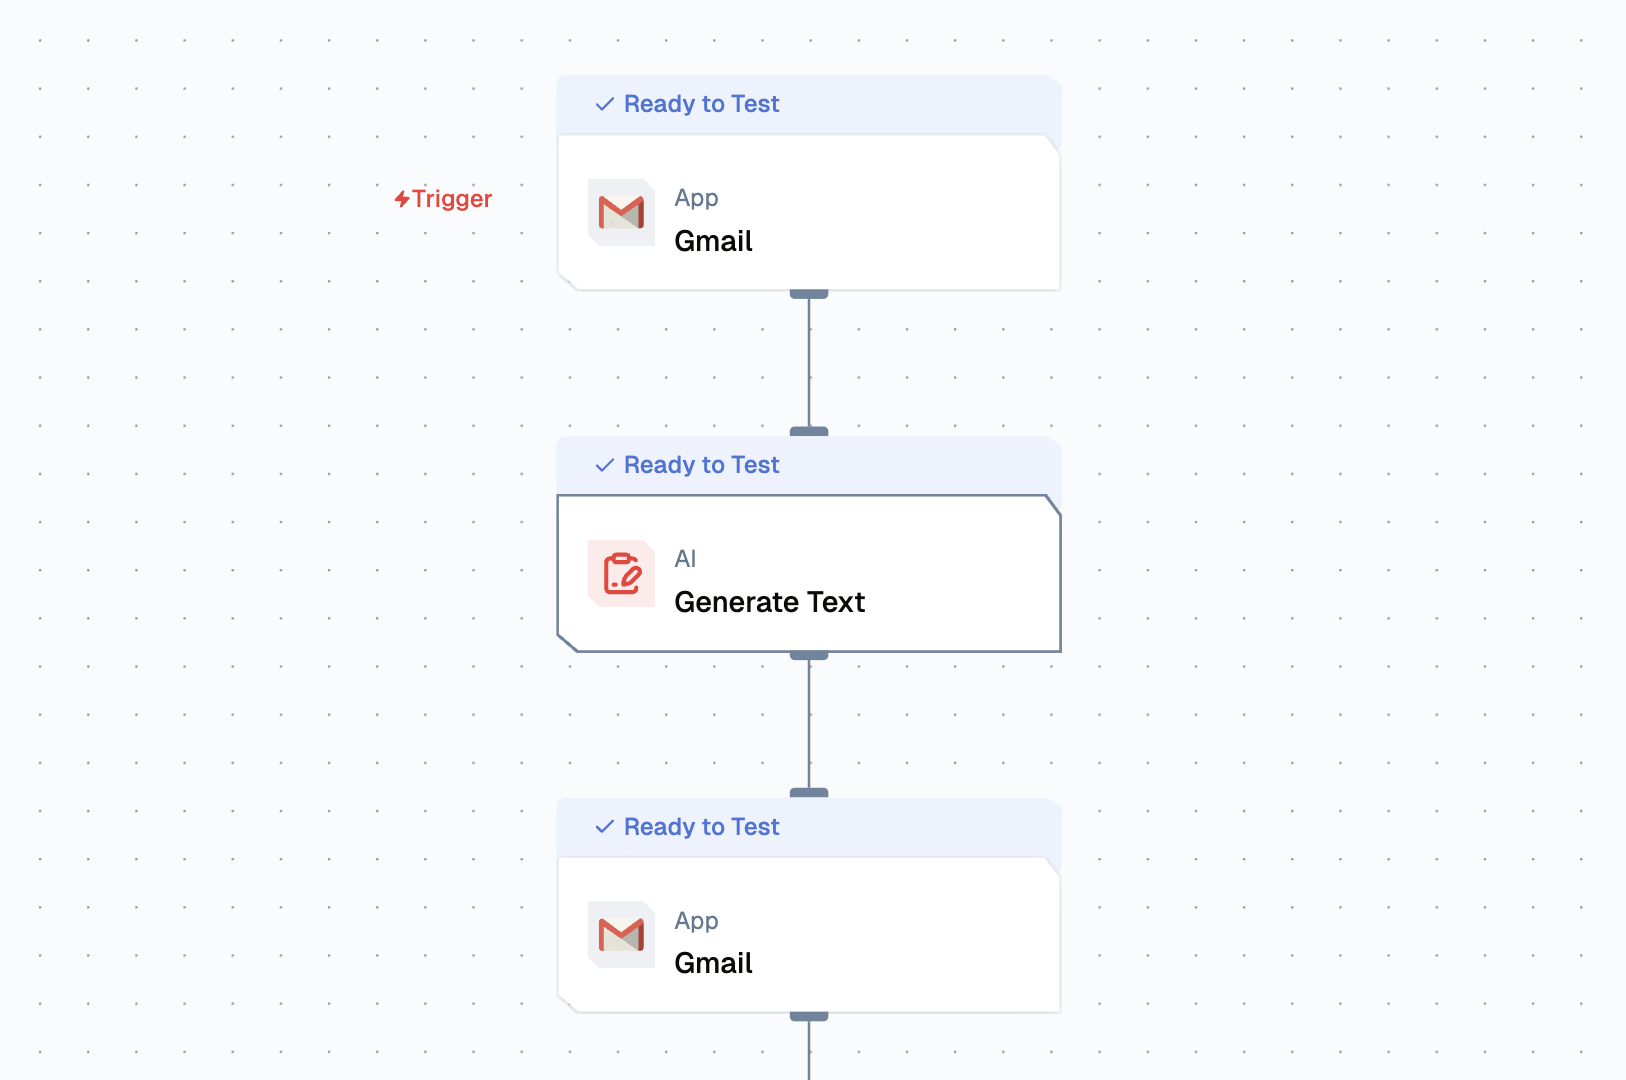 Ready to Test
Trigger
App
Gmail
Ready to Test
AI
Generate Text
Ready to Test
App
Gmail